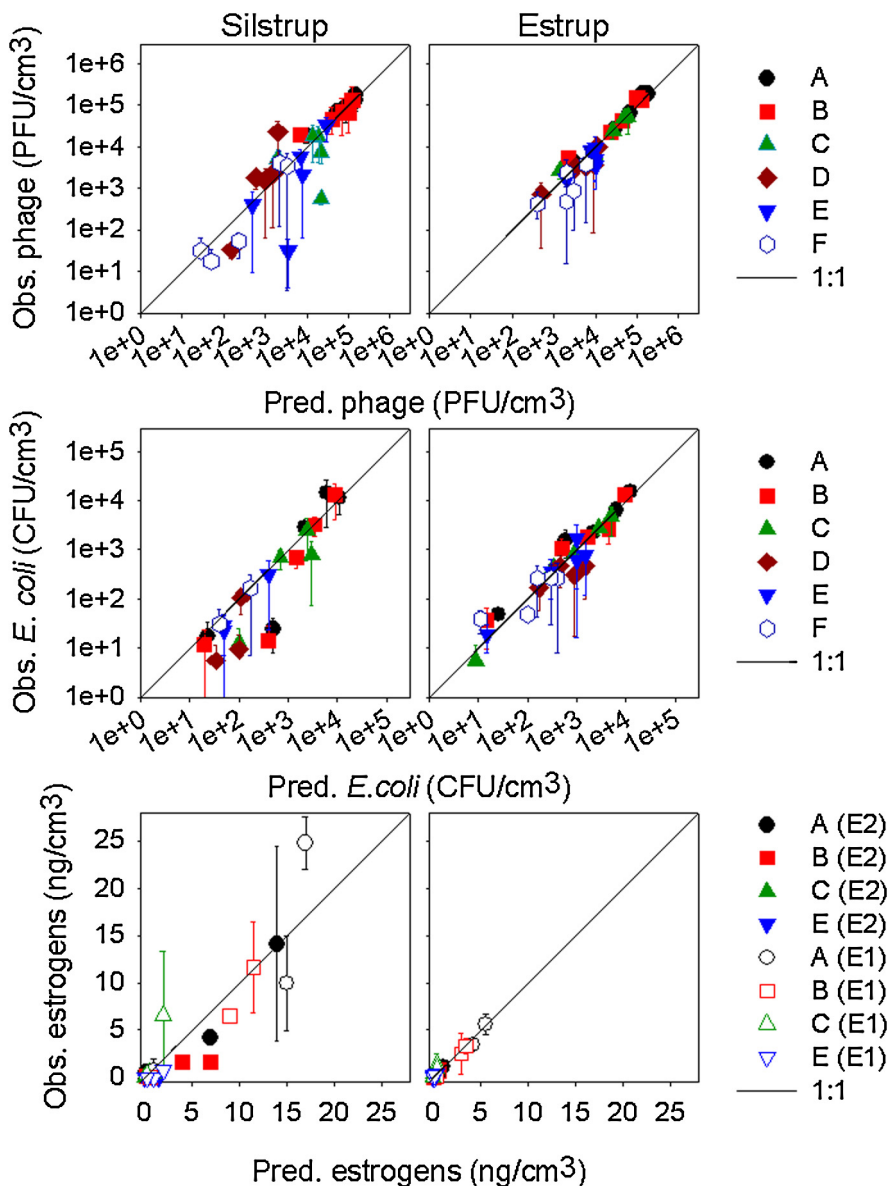 Silstrup Estrup
Obs. phage (PFU/cm3)
1e+6
1e+5
1e+4
1e+3
1e+2
1e+1
1e+0
1e+0 1e+1 1e+2 1e+3 1e+4 1e+5 1e+6
1e+0 1e+1 1e+2 1e+3 1e+4 1e+5 1e+6
Pred. phage (PFU/cm3)
A
B
C
D
E
F
1:1
Obs. E. coli (CFU/cm3)
1e+5
1e+4
1e+3
1e+2
1e+1
1e+0
1e+0 1e+1 1e+2 1e+3 1e+4 1e+5
1e+0 1e+1 1e+2 1e+3 1e+4 1e+5
Pred. E.coli (CFU/cm3)
A
B
C
D
E
F
1:1
Obs. estrogens (ng/cm3)
25
20
15
10
5
0
0 5 10 15 20 25
0 5 10 15 20 25
Pred. estrogens (ng/cm3)
A (E2)
B (E2)
C (E2)
E (E2)
A (E1)
B (E1)
C (E1)
E (E1)
1:1